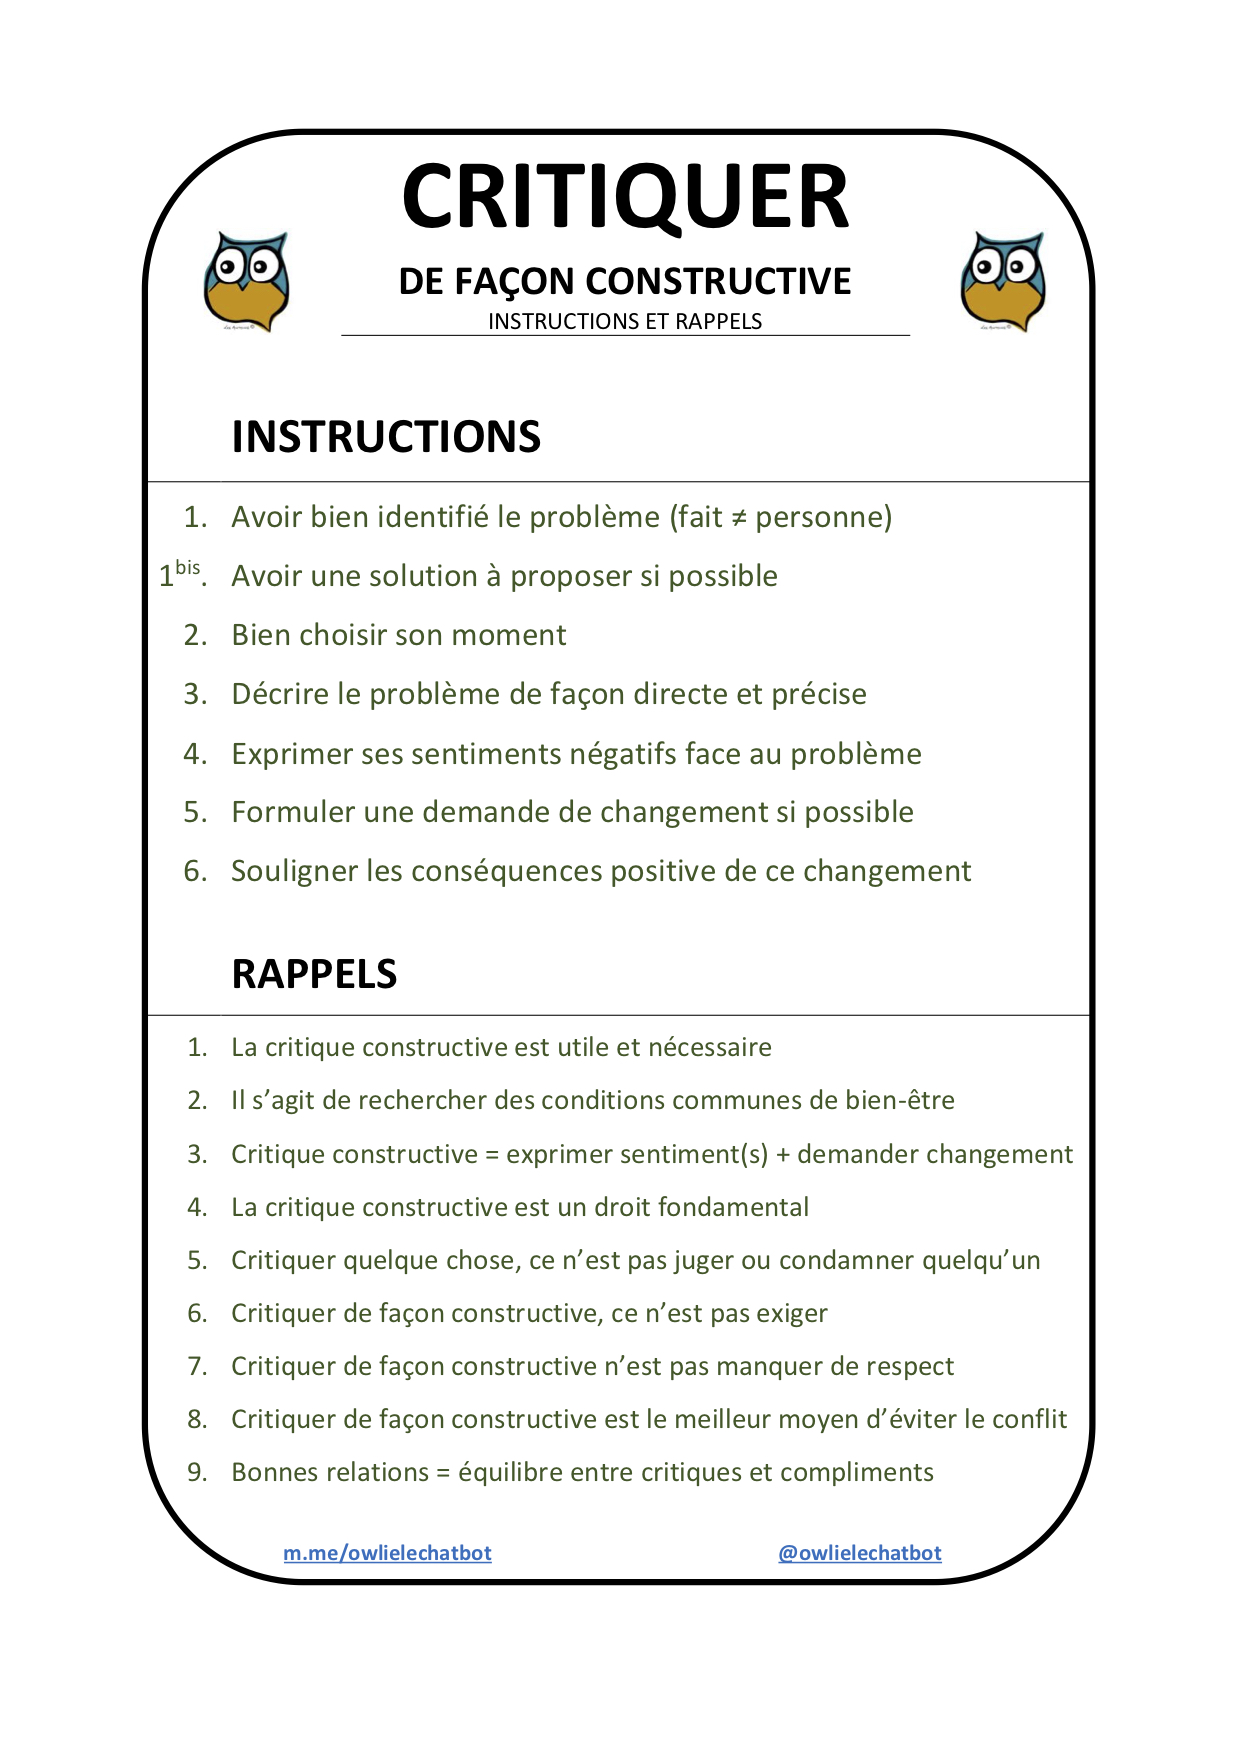 CRITIQUER
DE FAÇON CONSTRUCTIVE
INSTRUCTIONS ET RAPPELS
INSTRUCTIONS
1. Avoir bien identifié le problème (fait ≠ personne)
1bis. Avoir une solution à proposer si possible
2. Bien choisir son moment
3. Décrire le problème de façon directe et précise
4. Exprimer ses sentiments négatifs face au problème
5. Formuler une demande de changement si possible
6. Souligner les conséquences positive de ce changement
RAPPELS
1. La critique constructive est utile et nécessaire
2. Il s’agit de rechercher des conditions communes de bien-être
3. Critique constructive = exprimer sentiment(s) + demander changement
4. La critique constructive est un droit fondamental
5. Critiquer quelque chose, ce n’est pas juger ou condamner quelqu’un
6. Critiquer de façon constructive, ce n’est pas exiger
7. Critiquer de façon constructive n’est pas manquer de respect
8. Critiquer de façon constructive est le meilleur moyen d’éviter le conflit
9. Bonnes relations = équilibre entre critiques et compliments
m.me/owlielechatbot @owlielechatbot